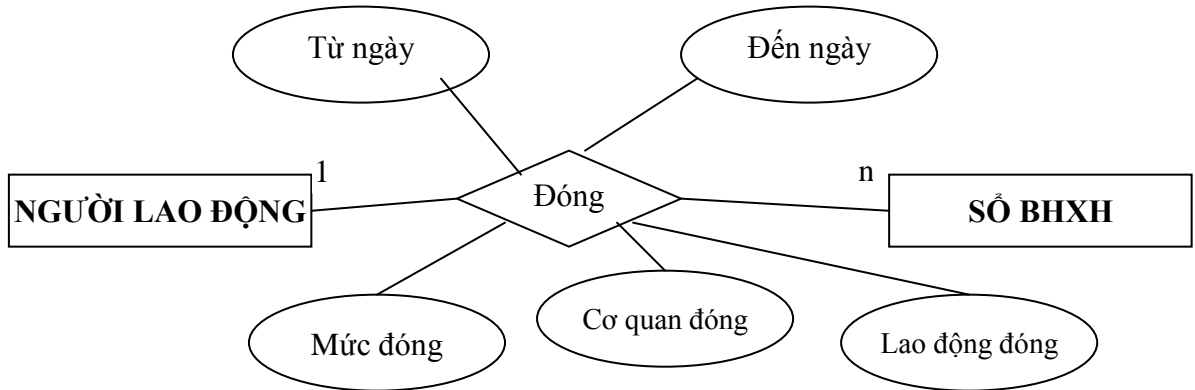 Từ ngày
Đến ngày
1
n
NGƯỜI LAO ĐỘNG
Đóng
SỔ BHXH
Mức đóng
Cơ quan đóng
Lao động đóng